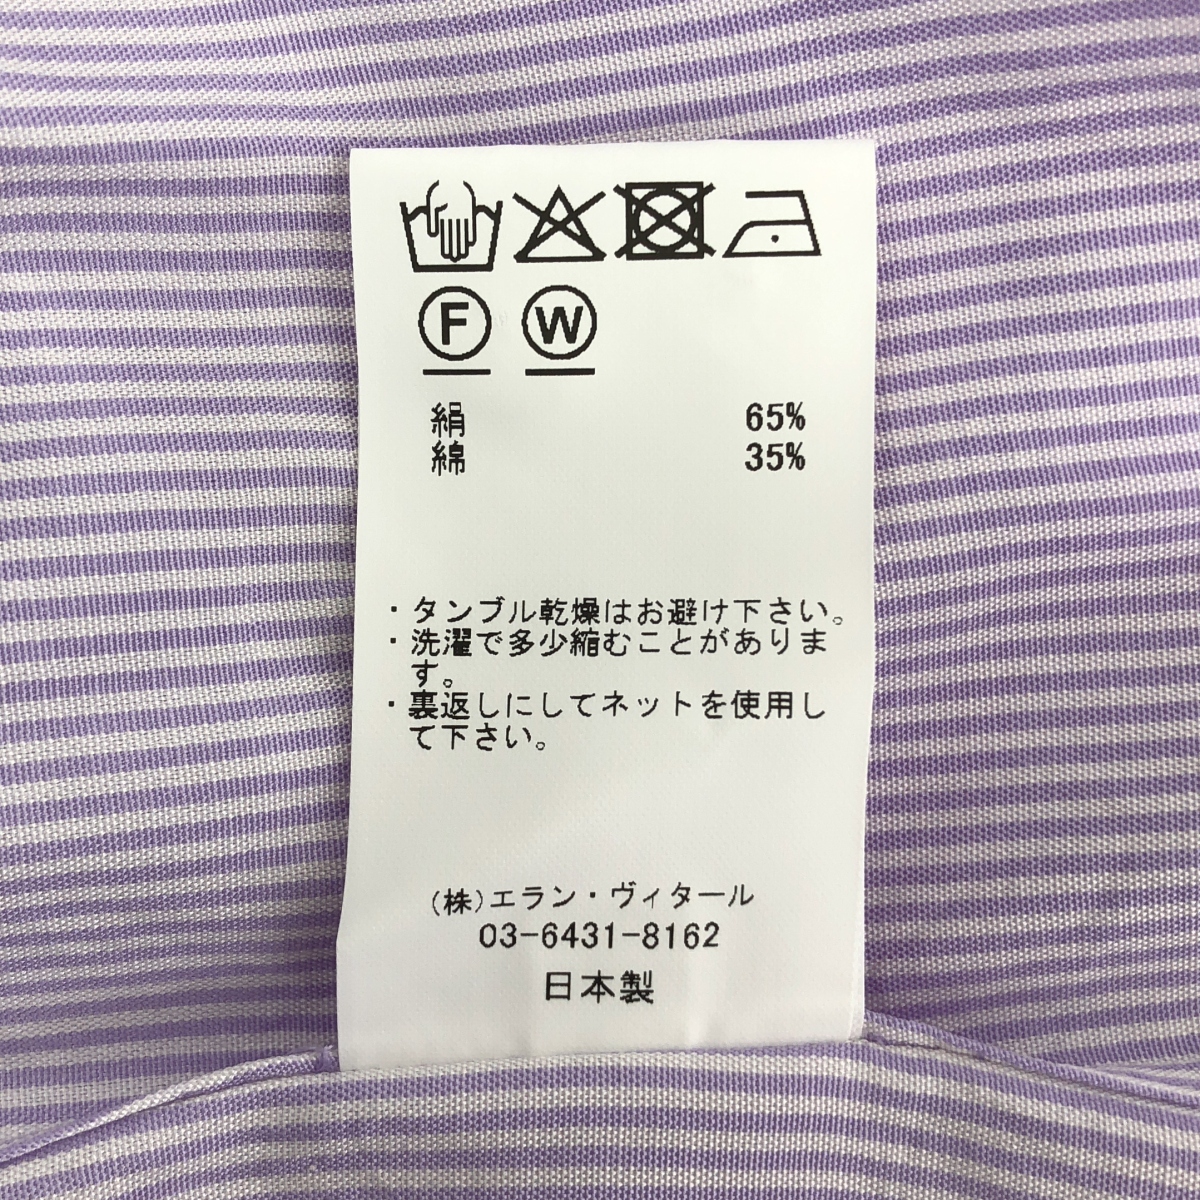 F W
絹 65%
綿 35%
・タンブル乾燥はお避け下さい。
・洗濯で多少縮むことがありま
す。
・裏返しにしてネットを使用し
て下さい。
(株)エラン・ヴィタール
03-6431-8162
日本製